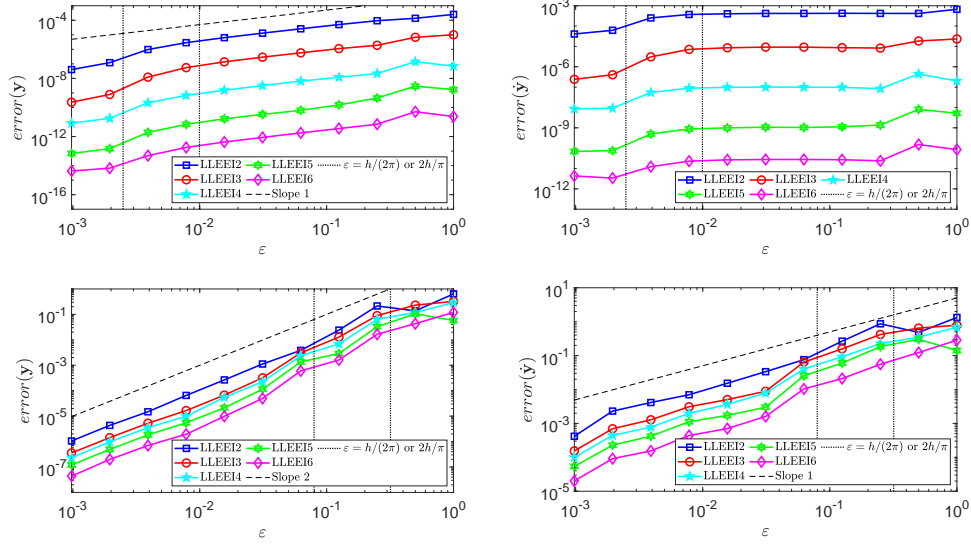 10^-4
10^-8
10^-12
10^-16
error(y)
LLEEI2
LLEEI3
LLEEI4
LLEEI5
LLEEI6
Slope 1
ε = h/(2π) or 2h/π
10^-3
10^-2
10^-1
10^0
ε
10^-3
10^-6
10^-9
10^-12
error(ẏ)
LLEEI2
LLEEI5
LLEEI3
LLEEI6
LLEEI4
ε = h/(2π) or 2h/π
10^-3
10^-2
10^-1
10^0
ε
10^-1
10^-3
10^-5
10^-7
error(y)
LLEEI2
LLEEI3
LLEEI4
LLEEI5
LLEEI6
Slope 2
ε = h/(2π) or 2h/π
10^-3
10^-2
10^-1
10^0
ε
10^1
10^-1
10^-3
10^-5
error(ẏ)
LLEEI2
LLEEI3
LLEEI4
LLEEI5
LLEEI6
Slope 1
ε = h/(2π) or 2h/π
10^-3
10^-2
10^-1
10^0
ε